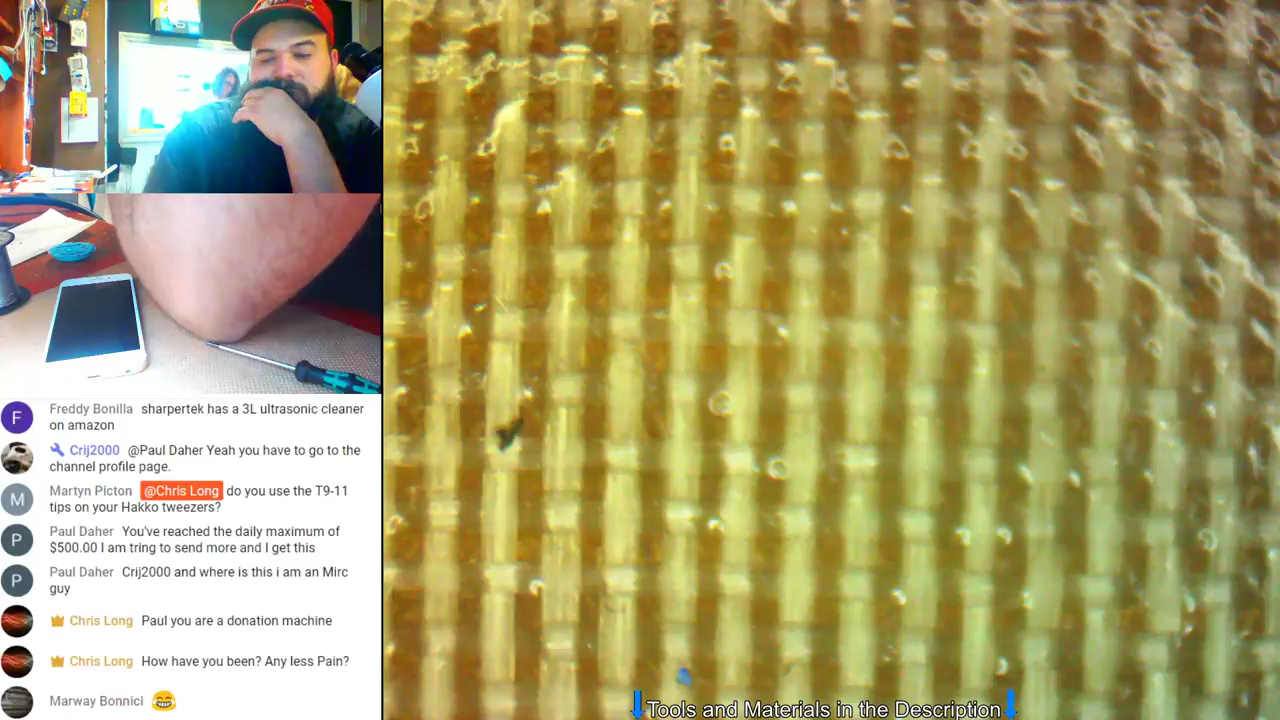 Freddy Bonilla sharpertek has a 3L ultrasonic cleaner
on amazon
Crij2000 @Paul Daher Yeah you have to go to the
channel profile page.
M
Martyn Picton @Chris Long do you use the T9-11
tips on your Hakko tweezers?
P
Paul Daher You've reached the daily maximum of
$500.00 I am tring to send more and I get this
P
Paul Daher Crij2000 and where is this i am an Mirc
guy
Chris Long Paul you are a donation machine
Chris Long How have you been? Any less Pain?
Marway Bonnici 😂
F
Tools and Materials in the Description